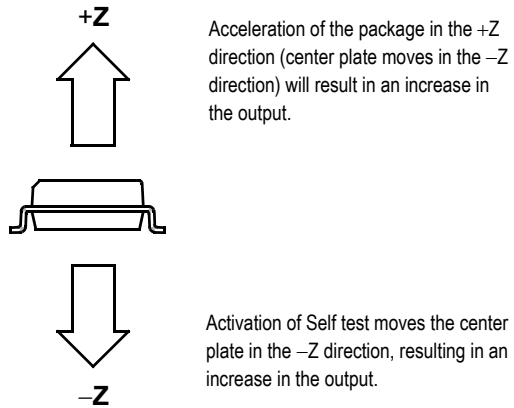 +Z
Acceleration of the package in the +Z
direction (center plate moves in the −Z
direction) will result in an increase in
the output.
Activation of Self test moves the center
plate in the −Z direction, resulting in an
increase in the output.
−Z